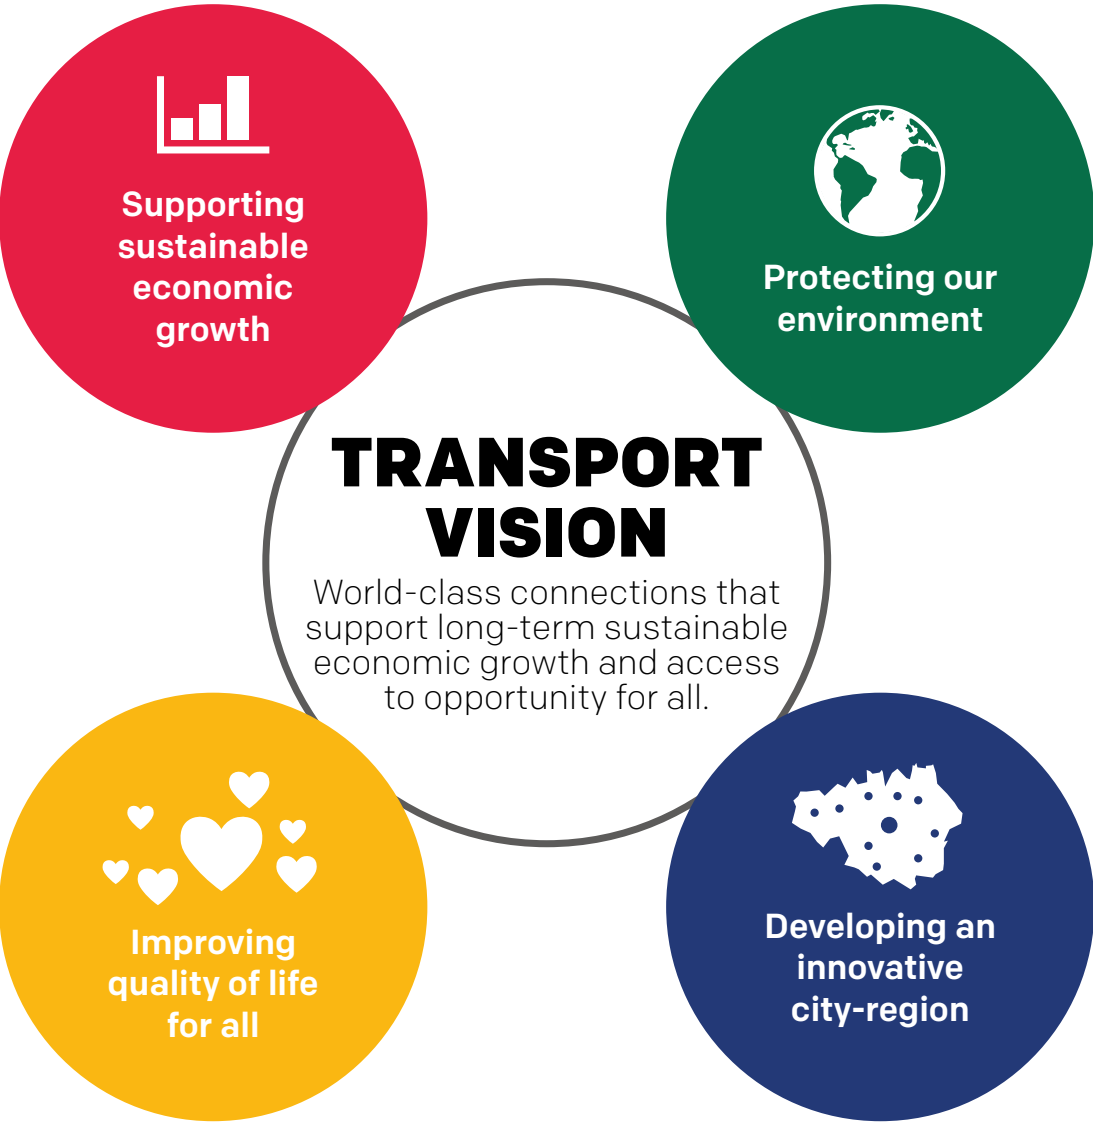 Supporting
sustainable
economic
growth
Protecting our
environment
TRANSPORT
VISION
World-class connections that
support long-term sustainable
economic growth and access
to opportunity for all.
Improving
quality of life
for all
Developing an
innovative
city-region